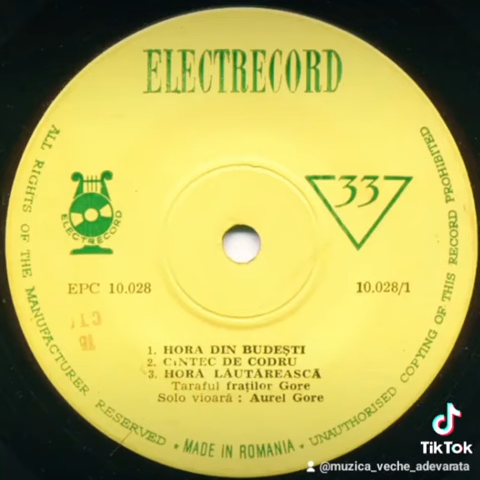 ELECTRECORD
ELECTRECORD
33
EPC 10.028
10.028/1
1. HORA DIN BUDEȘTI
2. CÎNTEC DE CODRU
3. HORA LĂUTĂREASCĂ
Taraful fraților Gore
Solo vioară : Aurel Gore
ALL RIGHTS OF THE MANUFACTURER RESERVED * MADE IN ROMANIA * UNAUTHORISED COPYING OF THIS RECORD PROHIBITED
TikTok
@muzica_veche_adevarata